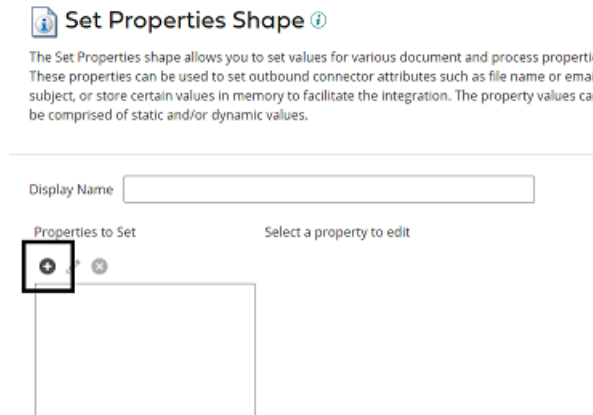 Set Properties Shape
The Set Properties shape allows you to set values for various document and process
These properties can be used to set outbound connector attributes such as file name or
subject, or store certain values in memory to facilitate the integration. The property values
be comprised of static and/or dynamic values.
Display Name
Properties to Set
Select a property to edit